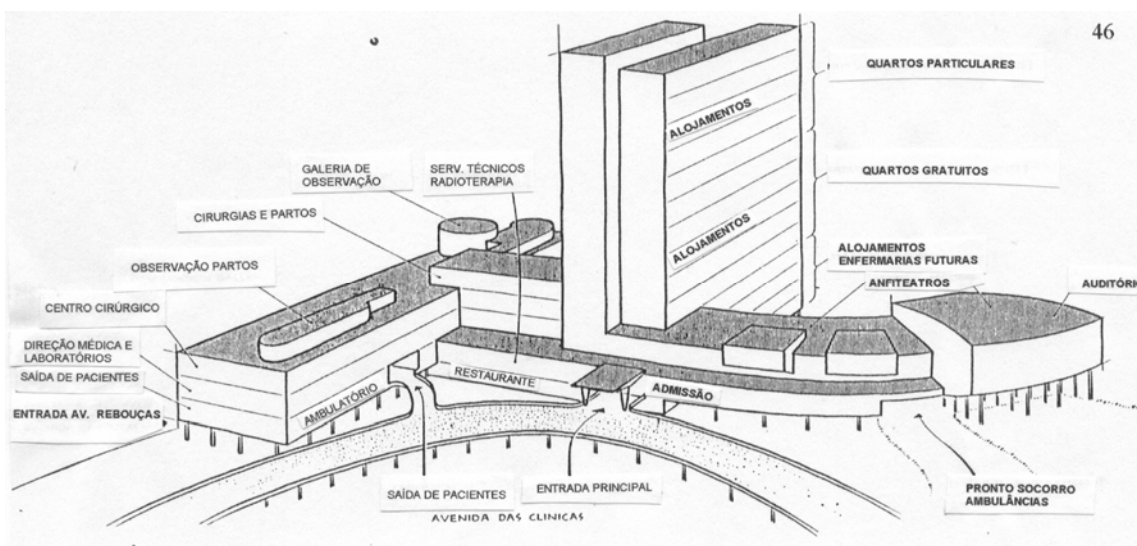 46
QUARTOS PARTICULARES
ALOJAMENTOS
GALERIA DE
OBSERVAÇÃO
SERV. TÉCNICOS
RADIOTERAPIA
QUARTOS GRATUITOS
CIRURGIAS E PARTOS
ALOJAMENTOS
ALOJAMENTOS
ENFERMARIAS FUTURAS
OBSERVAÇÃO PARTOS
ANFITEATROS
AUDITÓRI
CENTRO CIRÚRGICO
DIREÇÃO MÉDICA E
LABORATÓRIOS
SAÍDA DE PACIENTES
RESTAURANTE
ADMISSÃO
AMBULATÓRIO
ENTRADA AV. REBOUÇAS
SAÍDA DE PACIENTES
ENTRADA PRINCIPAL
PRONTO SOCORRO
AMBULÂNCIAS
AVENIDA DAS CLINICAS